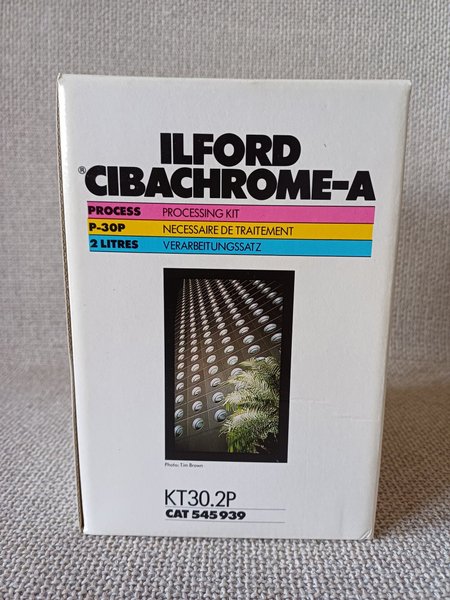 ILFORD
®CIBACHROME-A
PROCESS PROCESSING KIT
P-30P NECESSAIRE DE TRAITEMENT
2 LITRES VERARBEITUNGSSATZ
Photo: Tim Brown
KT30.2P
CAT 545939